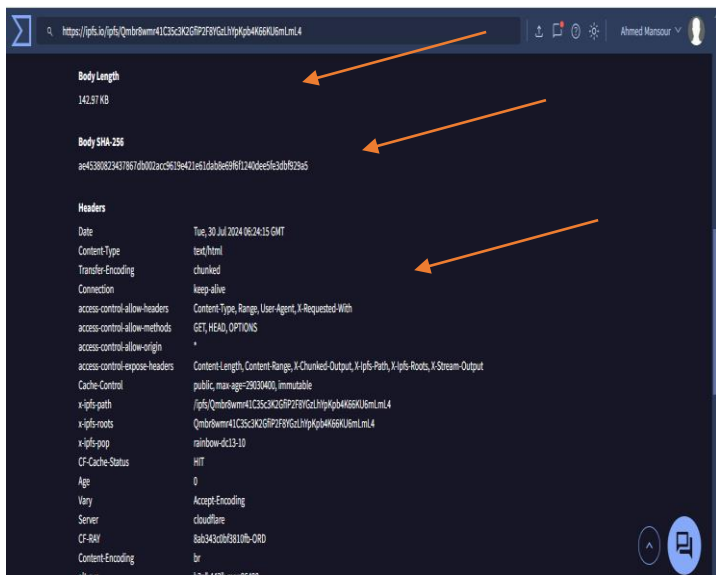 https://ipfs.io/ipfs/Qmbr8wmr41C35c3K2GfiP2F8YGzLhYpKpb4K66KU6mLmL4
Ahmed Mansour
Body Length
142.97 KB
Body SHA-256
ae45380823437867db002acc9619e421e61dab8e69f6f1240dee5fe3dbf929a5
Headers
Date Tue, 30 Jul 2024 06:24:15 GMT
Content-Type text/html
Transfer-Encoding chunked
Connection keep-alive
access-control-allow-headers Content-Type, Range, User-Agent, X-Requested-With
access-control-allow-methods GET, HEAD, OPTIONS
access-control-allow-origin *
access-control-expose-headers Content-Length, Content-Range, X-Chunked-Output, X-Ipfs-Path, X-Ipfs-Roots, X-Stream-Output
Cache-Control public, max-age=29030400, immutable
x-ipfs-path /ipfs/Qmbr8wmr41C35c3K2GfiP2F8YGzLhYpKpb4K66KU6mLmL4
x-ipfs-roots Qmbr8wmr41C35c3K2GfiP2F8YGzLhYpKpb4K66KU6mLmL4
x-ipfs-pop rainbow-dc13-10
CF-Cache-Status HIT
Age 0
Vary Accept-Encoding
Server cloudflare
CF-RAY 8ab343c0bf3810fb-ORD
Content-Encoding br